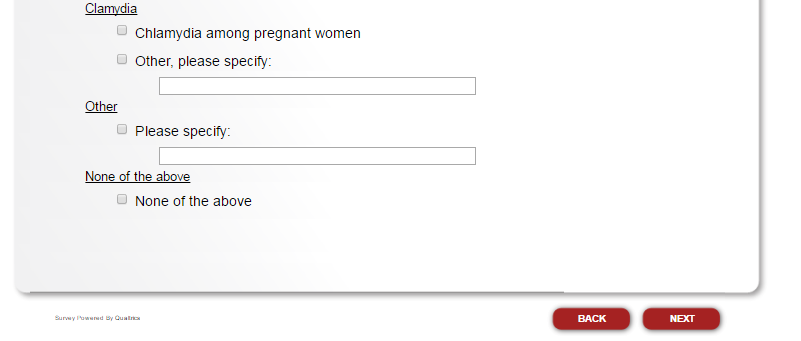 Clamydia
Chlamydia among pregnant women
Other, please specify:
Other
Please specify:
None of the above
None of the above
Survey Powered By Qualtrics
BACK
NEXT